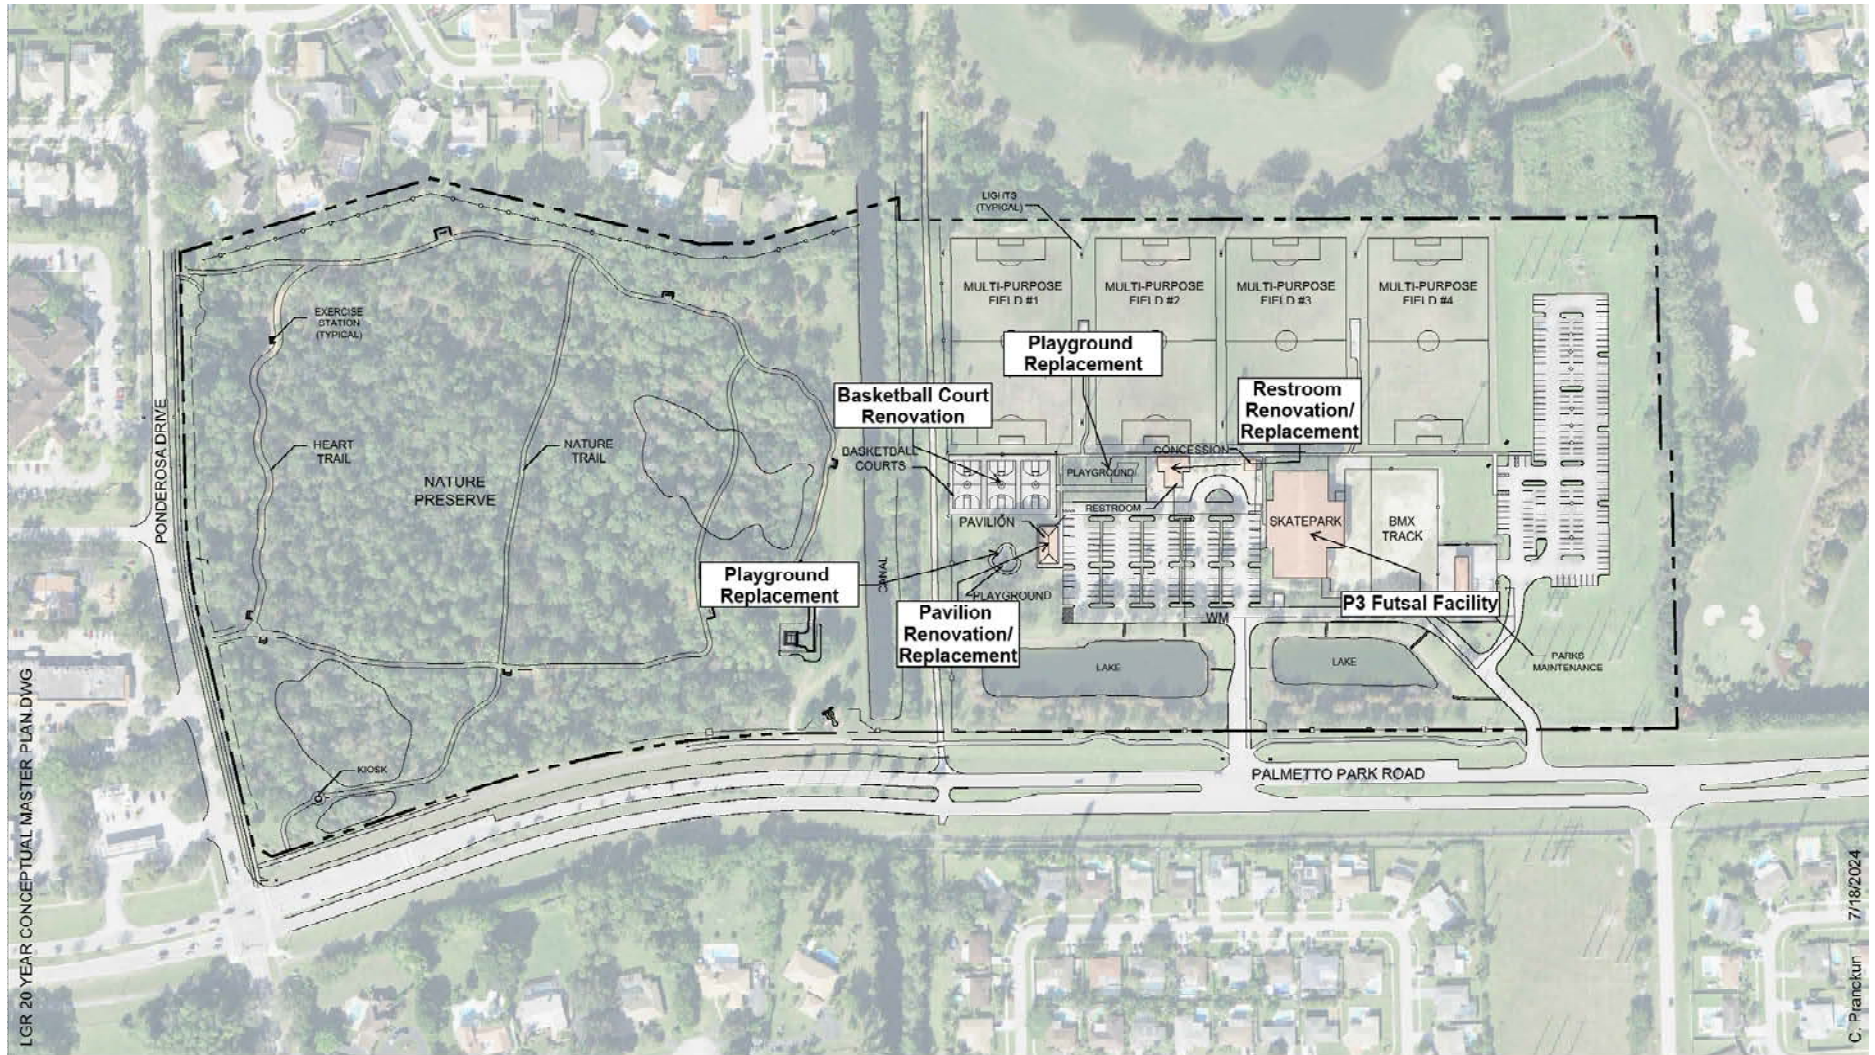 LIGHTS
(TYPICAL)
MULTI-PURPOSE
FIELD #1
MULTI-PURPOSE
FIELD #2
MULTI-PURPOSE
FIELD #3
MULTI-PURPOSE
FIELD #4
EXERCISE
STATION
(TYPICAL)
Playground
Replacement
Basketball Court
Renovation
Restroom
Renovation/
Replacement
PONDEROSA DRIVE
HEART
TRAIL
NATURE
TRAIL
NATURE
PRESERVE
BASKETBALL
COURTS
CONCESSION
PLAYGROUND
RESTROOM
PAVILION
SKATEPARK
BMX
TRACK
CANAL
Playground
Replacement
PLAYGROUND
Pavilion
Renovation/
Replacement
P3 Futsal Facility
WM
LAKE
LAKE
PARKS
MAINTENANCE
KIOSK
PALMETTO PARK ROAD
LGR 20 YEAR CONCEPTUAL MASTER PLAN.DWG
C. Pranckun 7/18/2024